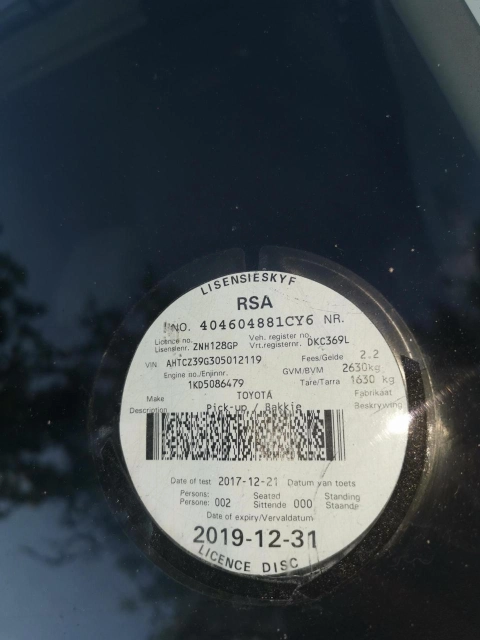 LISENSIESKYF
RSA
NO. 404604881CY6 NR.
Licence no. Veh. register no.
Lisensienr. ZNH128GP Vrt.registernr. DKC369L
VIN AHTCZ39G305012119 Fees/Gelde 2.2
Engine no./Enjinnr. GVM/BVM 2630kg
1KD5086479 Tare/Tarra 1630 kg
Make TOYOTA Fabrikaat
Description Pick-up / Bakkie Beskrywing
Date of test 2017-12-21 Datum van toets
Persons: Seated Standing
Persone: 002 Sittende 000 Staande
Date of expiry/Vervaldatum
2019-12-31
LICENCE DISC